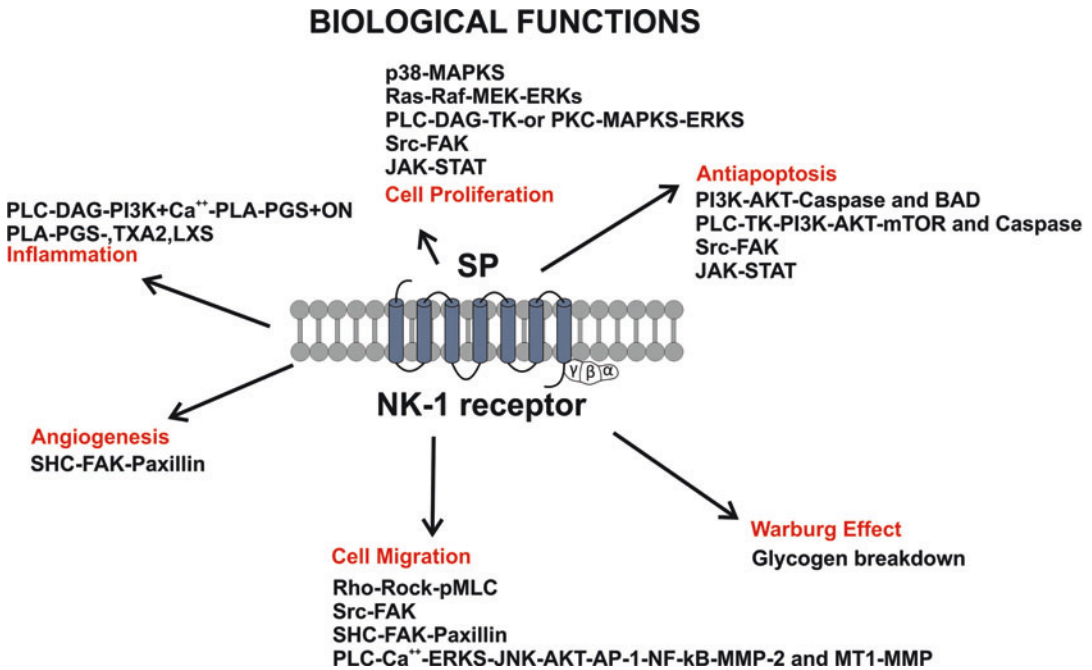 BIOLOGICAL FUNCTIONS
p38-MAPKS
Ras-Raf-MEK-ERKs
PLC-DAG-TK-or PKC-MAPKS-ERKS
Src-FAK
JAK-STAT
Cell Proliferation
Antiapoptosis
PI3K-AKT-Caspase and BAD
PLC-TK-PI3K-AKT-mTOR and Caspase
Src-FAK
JAK-STAT
PLC-DAG-PI3K+Ca⁺⁺-PLA-PGS+ON
PLA-PGS-,TXA2,LXS
Inflammation
SP
γ β α
NK-1 receptor
Angiogenesis
SHC-FAK-Paxillin
Cell Migration
Rho-Rock-pMLC
Src-FAK
SHC-FAK-Paxillin
PLC-Ca⁺⁺-ERKS-JNK-AKT-AP-1-NF-kB-MMP-2 and MT1-MMP
Warburg Effect
Glycogen breakdown